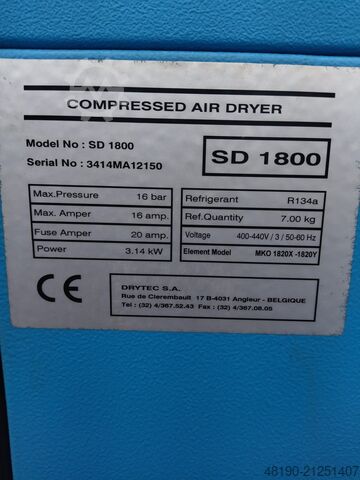 COMPRESSED AIR DRYER
Model No : SD 1800
Serial No : 3414MA12150
SD 1800
Max.Pressure 16 bar
Max. Amper 16 amp.
Fuse Amper 20 amp.
Power 3.14 kW
Refrigerant R134a
Ref.Quantity 7.00 kg
Voltage 400-440V / 3 / 50-60 Hz
Element Model MKO 1820X -1820Y
CE
DRYTEC S.A.
Rue de Clerembault 17 B-4031 Angleur - BELGIQUE
Tel : (32) 4/367.52.43 Fax : (32) 4/367.08.05
48190-21251407